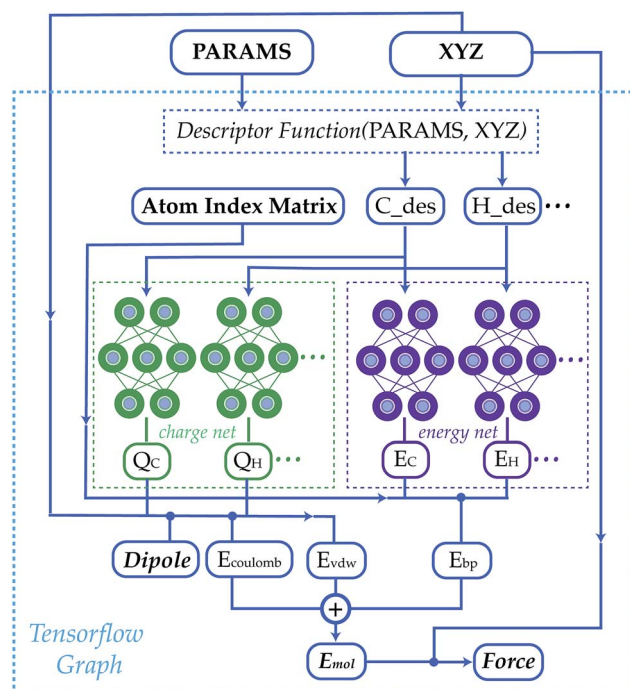 PARAMS
XYZ
Descriptor Function(PARAMS, XYZ)
Atom Index Matrix
C_des
H_des
...
...
...
charge net
energy net
QC
QH
...
EC
EH
...
Dipole
Ecoulomb
Evdw
Ebp
+
Tensorflow
Graph
Emol
Force